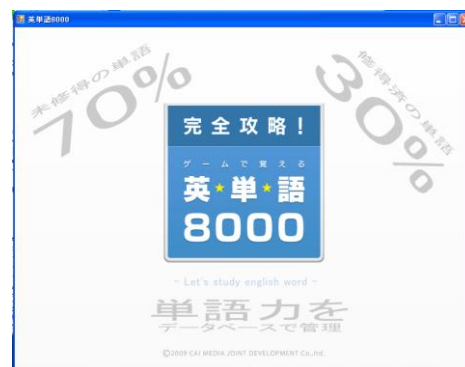 英単語8000
未修得の単語
70%
修得済の単語
30%
完全攻略！
ゲームで覚える
英★単★語
8000
- Let's study english word -
単語力を
データベースで管理
©2009 CAI MEDIA JOINT DEVELOPMENT Co.,ltd.